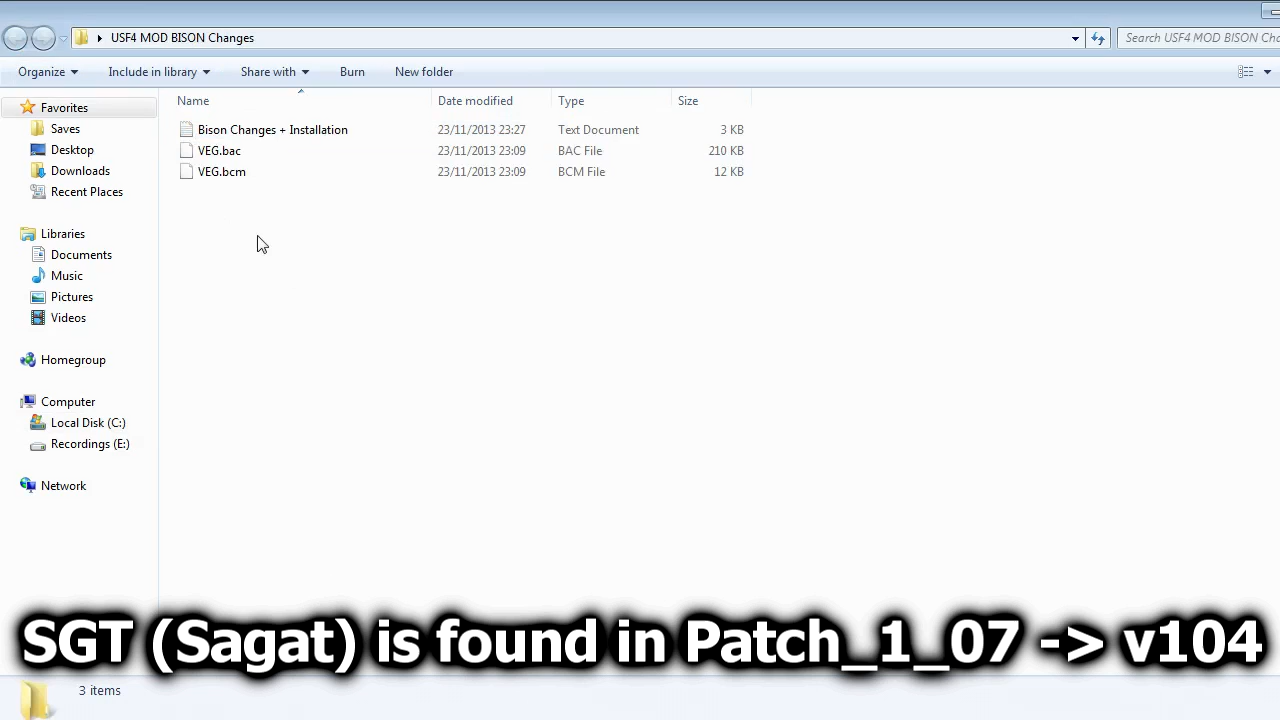 USF4 MOD BISON Changes
Search USF4 MOD BISON Cha
Organize Include in library Share with Burn New folder
Name Date modified Type Size
Favorites
Saves
Desktop
Downloads
Recent Places
Libraries
Documents
Music
Pictures
Videos
Homegroup
Computer
Local Disk (C:)
Recordings (E:)
Network
Bison Changes + Installation 23/11/2013 23:27 Text Document 3 KB
VEG.bac 23/11/2013 23:09 BAC File 210 KB
VEG.bcm 23/11/2013 23:09 BCM File 12 KB
SGT (Sagat) is found in Patch_1_07 -> v104
3 items